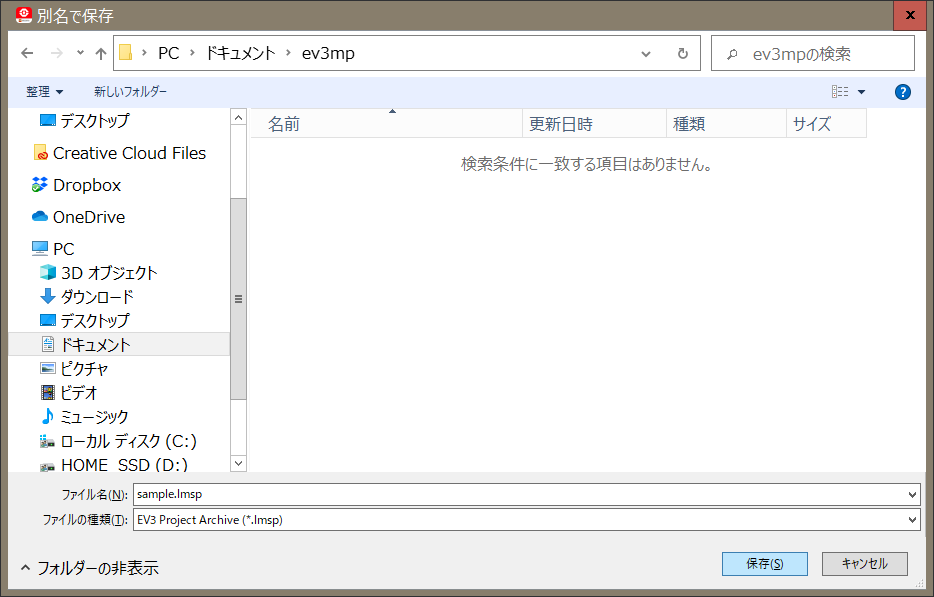 別名で保存
PC › ドキュメント › ev3mp
ev3mpの検索
整理 新しいフォルダー
名前 更新日時 種類 サイズ
検索条件に一致する項目はありません。
デスクトップ
Creative Cloud Files
Dropbox
OneDrive
PC
3D オブジェクト
ダウンロード
デスクトップ
ドキュメント
ピクチャ
ビデオ
ミュージック
ローカル ディスク (C:)
HOME_SSD (D:)
ファイル名(N): sample.lmsp
ファイルの種類(T): EV3 Project Archive (*.lmsp)
フォルダーの非表示
保存(S) キャンセル